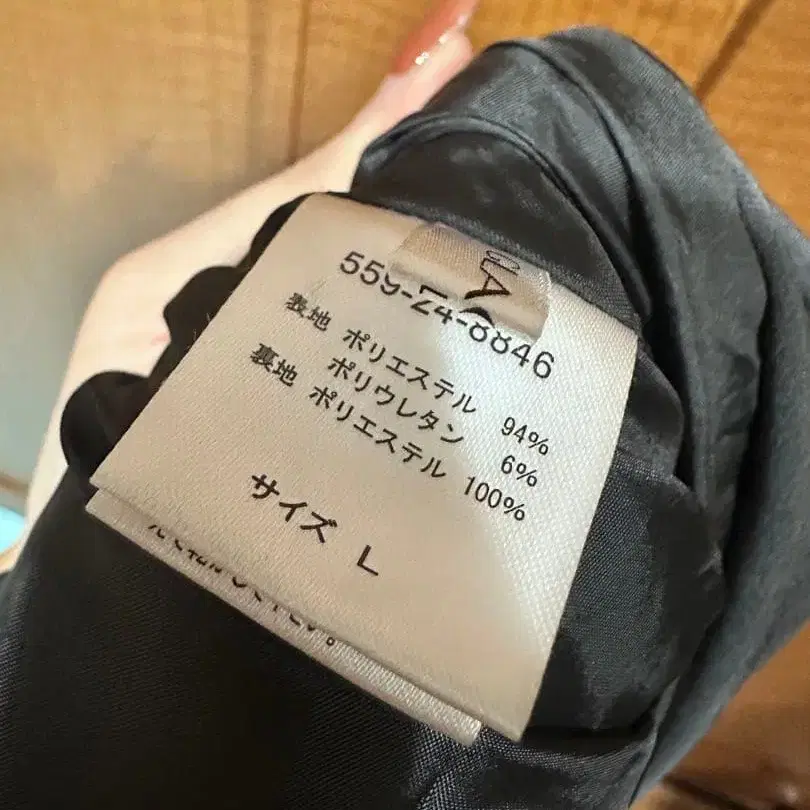 559-24-8846
表地 ポリエステル 94%
ポリウレタン 6%
裏地 ポリエステル 100%
サイズ L